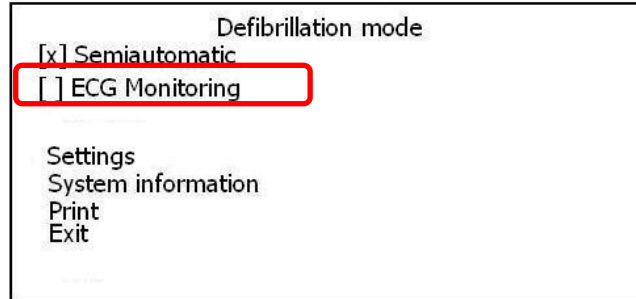 Defibrillation mode
[x] Semiautomatic
[ ] ECG Monitoring
Settings
System information
Print
Exit